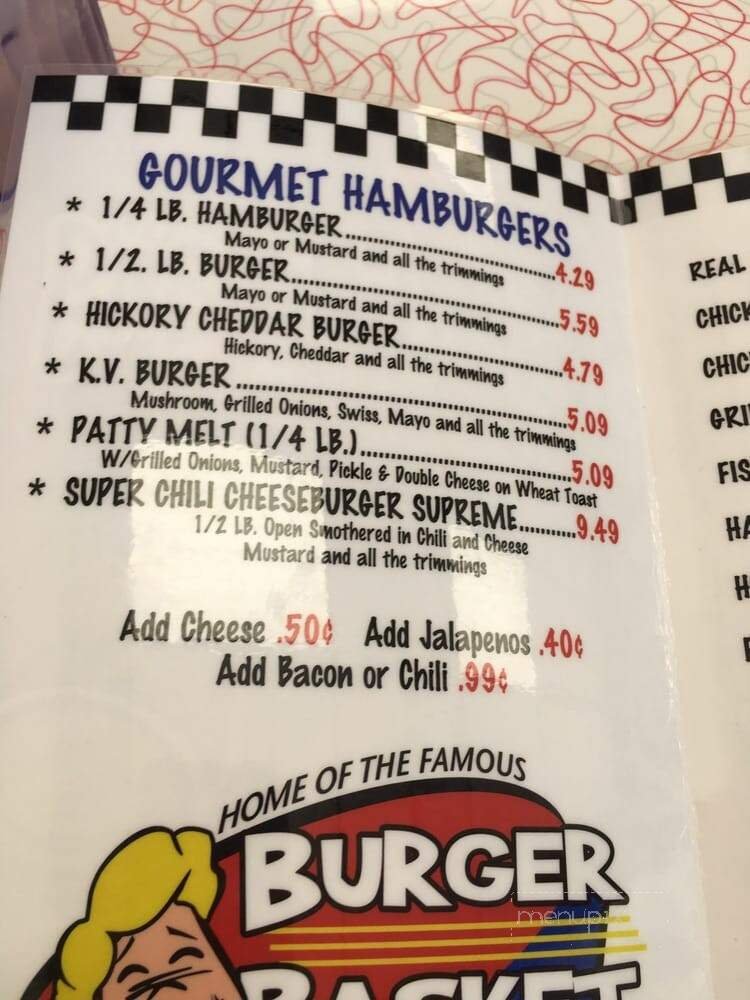 GOURMET HAMBURGERS
* 1/4 LB. HAMBURGER..........4.29
Mayo or Mustard and all the trimmings
* 1/2. LB. BURGER..........5.59
Mayo or Mustard and all the trimmings
* HICKORY CHEDDAR BURGER..........4.79
Hickory, Cheddar and all the trimmings
* K.V. BURGER..........5.09
Mushroom, Grilled Onions, Swiss, Mayo and all the trimmings
* PATTY MELT (1/4 LB.)..........5.09
W/Grilled Onions, Mustard, Pickle & Double Cheese on Wheat Toast
* SUPER CHILI CHEESEBURGER SUPREME..........9.49
1/2 LB. Open Smothered in Chili and Cheese
Mustard and all the trimmings
Add Cheese .50¢ Add Jalapenos .40¢
Add Bacon or Chili .99¢
HOME OF THE FAMOUS
BURGER
BASKET
REAL
CHICK
CHIC
GRI
FIS
HA
H